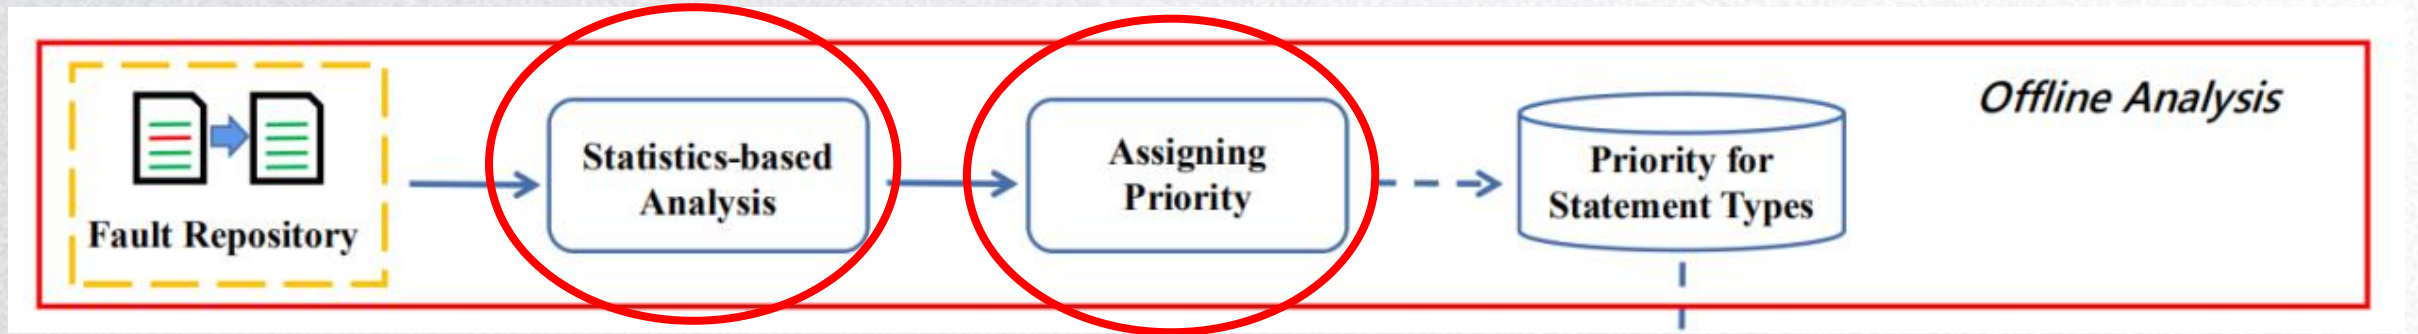 Offline Analysis
Fault Repository
Statistics-based
Analysis
Assigning
Priority
Priority for
Statement Types